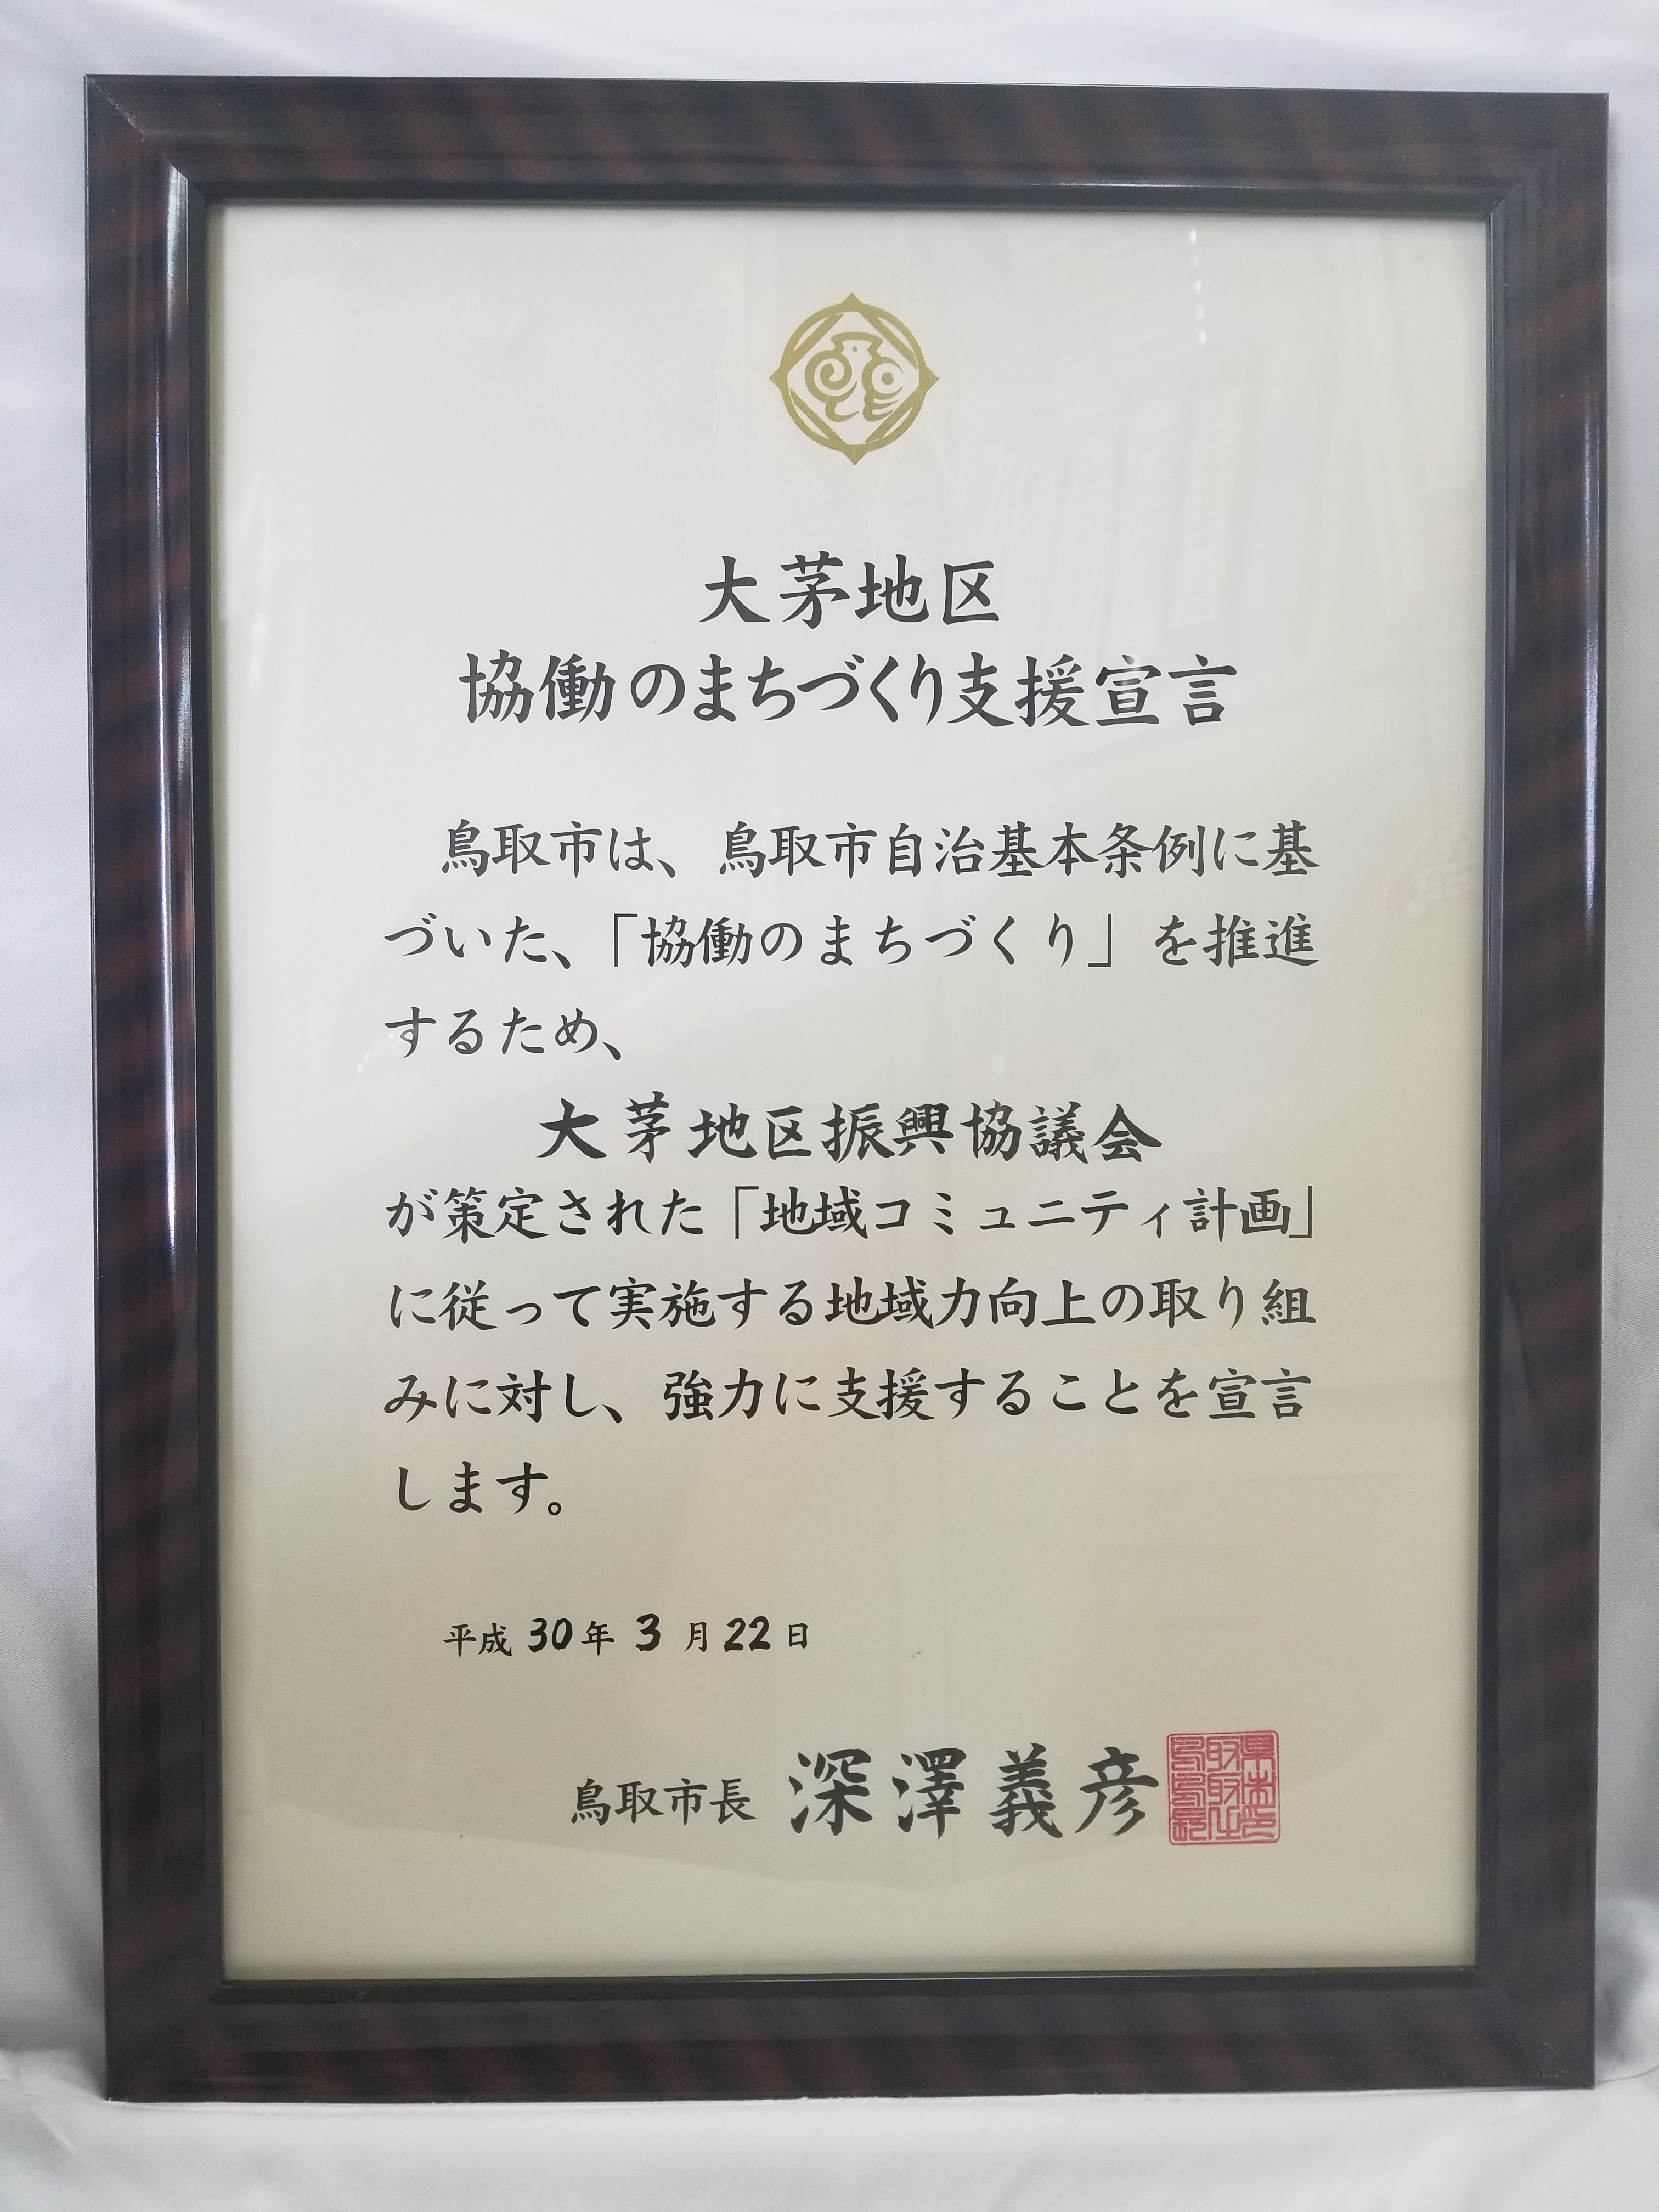 大茅地区
協働のまちづくり支援宣言
鳥取市は、鳥取市自治基本条例に基
づいた、「協働のまちづくり」を推進
するため、
大茅地区振興協議会
が策定された「地域コミュニティ計画」
に従って実施する地域力向上の取り組
みに対し、強力に支援することを宣言
します。
平成30年3月22日
鳥取市長 深澤義彦